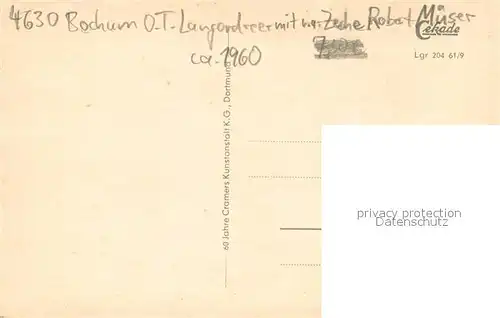 4630 Bochum O.T.-Langendreer mit Zeche Robert Müser
ca. 1960
Cekade
Lgr 204 61/9
60 Jahre Cramers Kunstanstalt K.G., Dortmund
privacy protection
Datenschutz